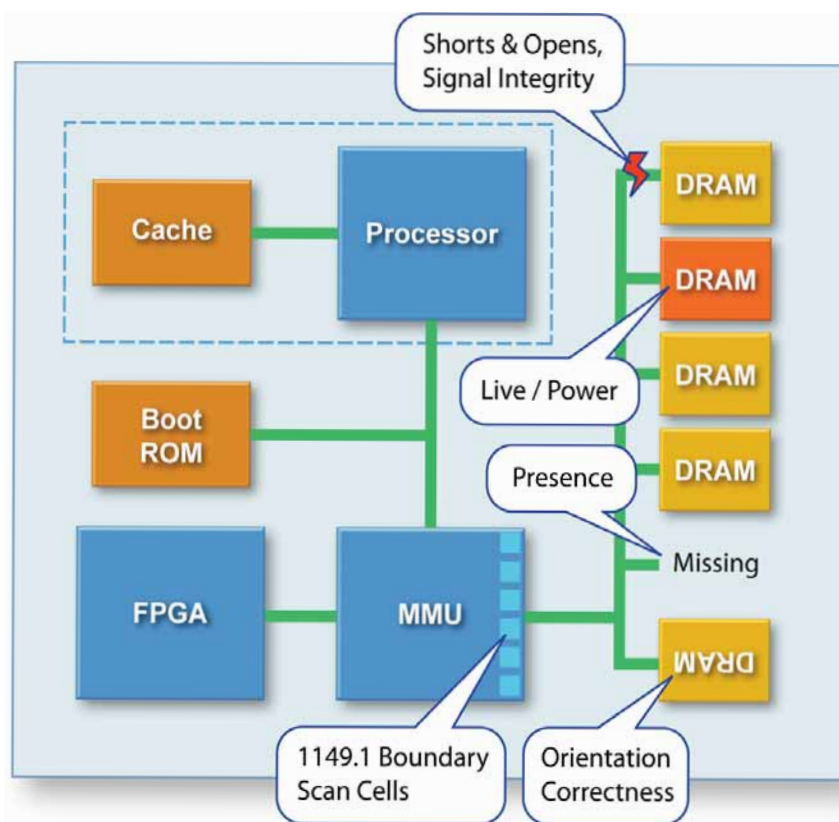 Shorts & Opens,
Signal Integrity
DRAM
Cache
Processor
DRAM
Live / Power
DRAM
Boot
ROM
Presence
DRAM
Missing
FPGA
MMU
DRAM
1149.1 Boundary
Scan Cells
Orientation
Correctness